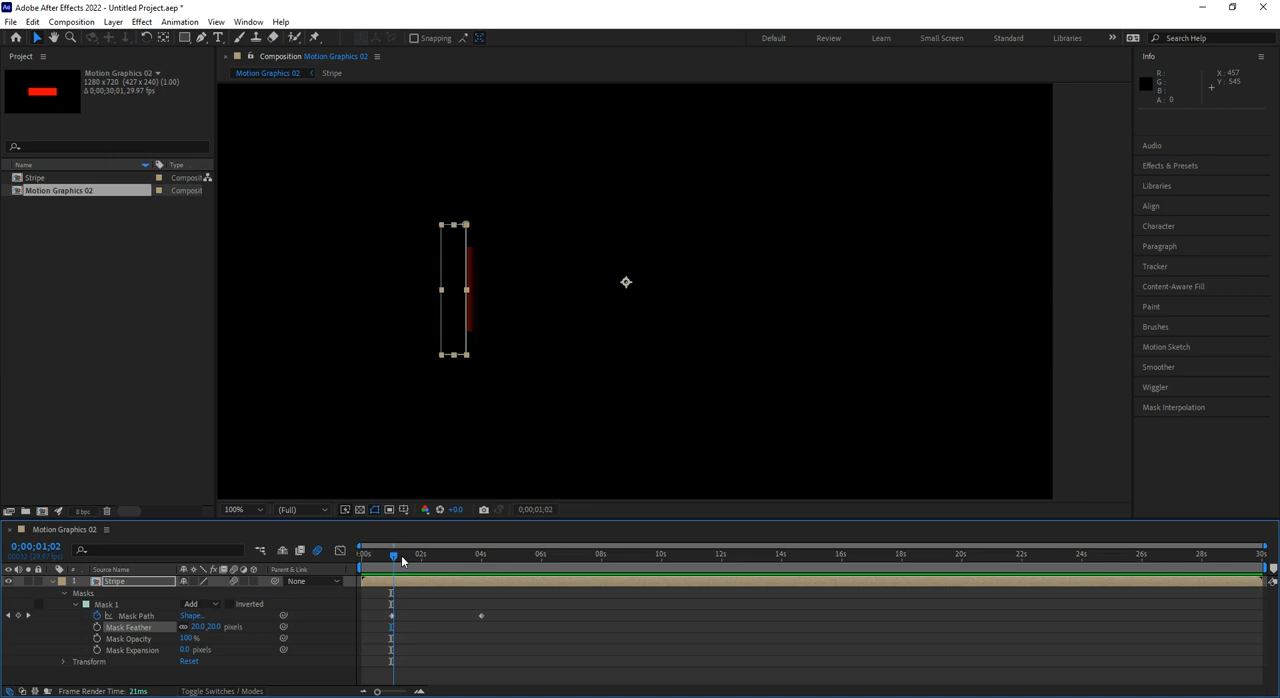 Adobe After Effects 2022 - Untitled Project.aep *
File Edit Composition Layer Effect Animation View Window Help
Snapping
Default Review Learn Small Screen Standard Libraries
Search Help
Project
Motion Graphics 02
1280 x 720 (427 x 240) (1.00)
Δ 0;00;30;01, 29.97 fps
Name Type
Stripe Composit
Motion Graphics 02 Composit
8 bpc
Composition Motion Graphics 02
Motion Graphics 02 Stripe
100% (Full) +0.0 0;00;01;02
Info
R: X: 457
G: Y: 545
B:
A: 0
Audio
Effects & Presets
Libraries
Align
Character
Paragraph
Tracker
Content-Aware Fill
Paint
Brushes
Motion Sketch
Smoother
Wiggler
Mask Interpolation
Motion Graphics 02
0;00;01;02
00032 (29.97 fps)
:00s 02s 04s 06s 08s 10s 12s 14s 16s 18s 20s 22s 24s 26s 28s 30s
# Source Name Parent & Link
1 Stripe None
Masks
Mask 1 Add Inverted
Mask Path Shape...
Mask Feather 20.0,20.0 pixels
Mask Opacity 100 %
Mask Expansion 0.0 pixels
Transform Reset
Frame Render Time: 21ms
Toggle Switches / Modes